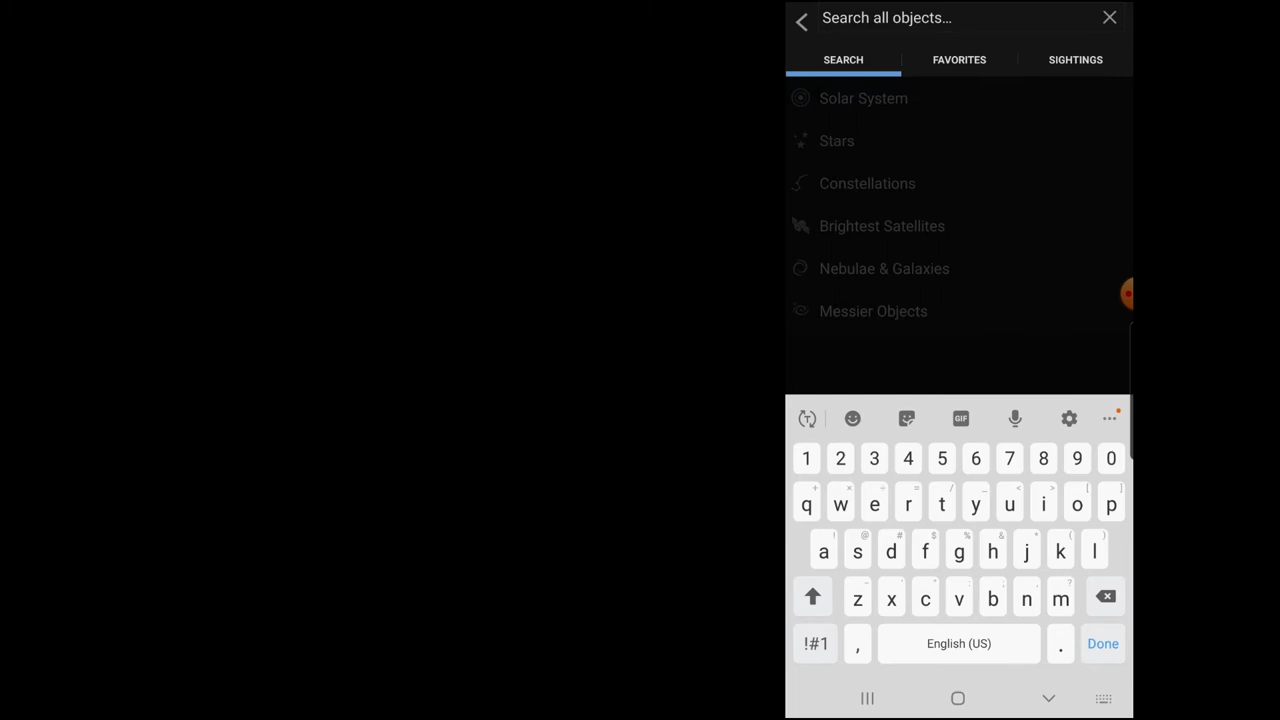 Search all objects...
SEARCH FAVORITES SIGHTINGS
Solar System
Stars
Constellations
Brightest Satellites
Nebulae & Galaxies
Messier Objects
T GIF
1 2 3 4 5 6 7 8 9 0
q w e r t y u i o p
a s d f g h j k l
z x c v b n m
!#1 , English (US) . Done